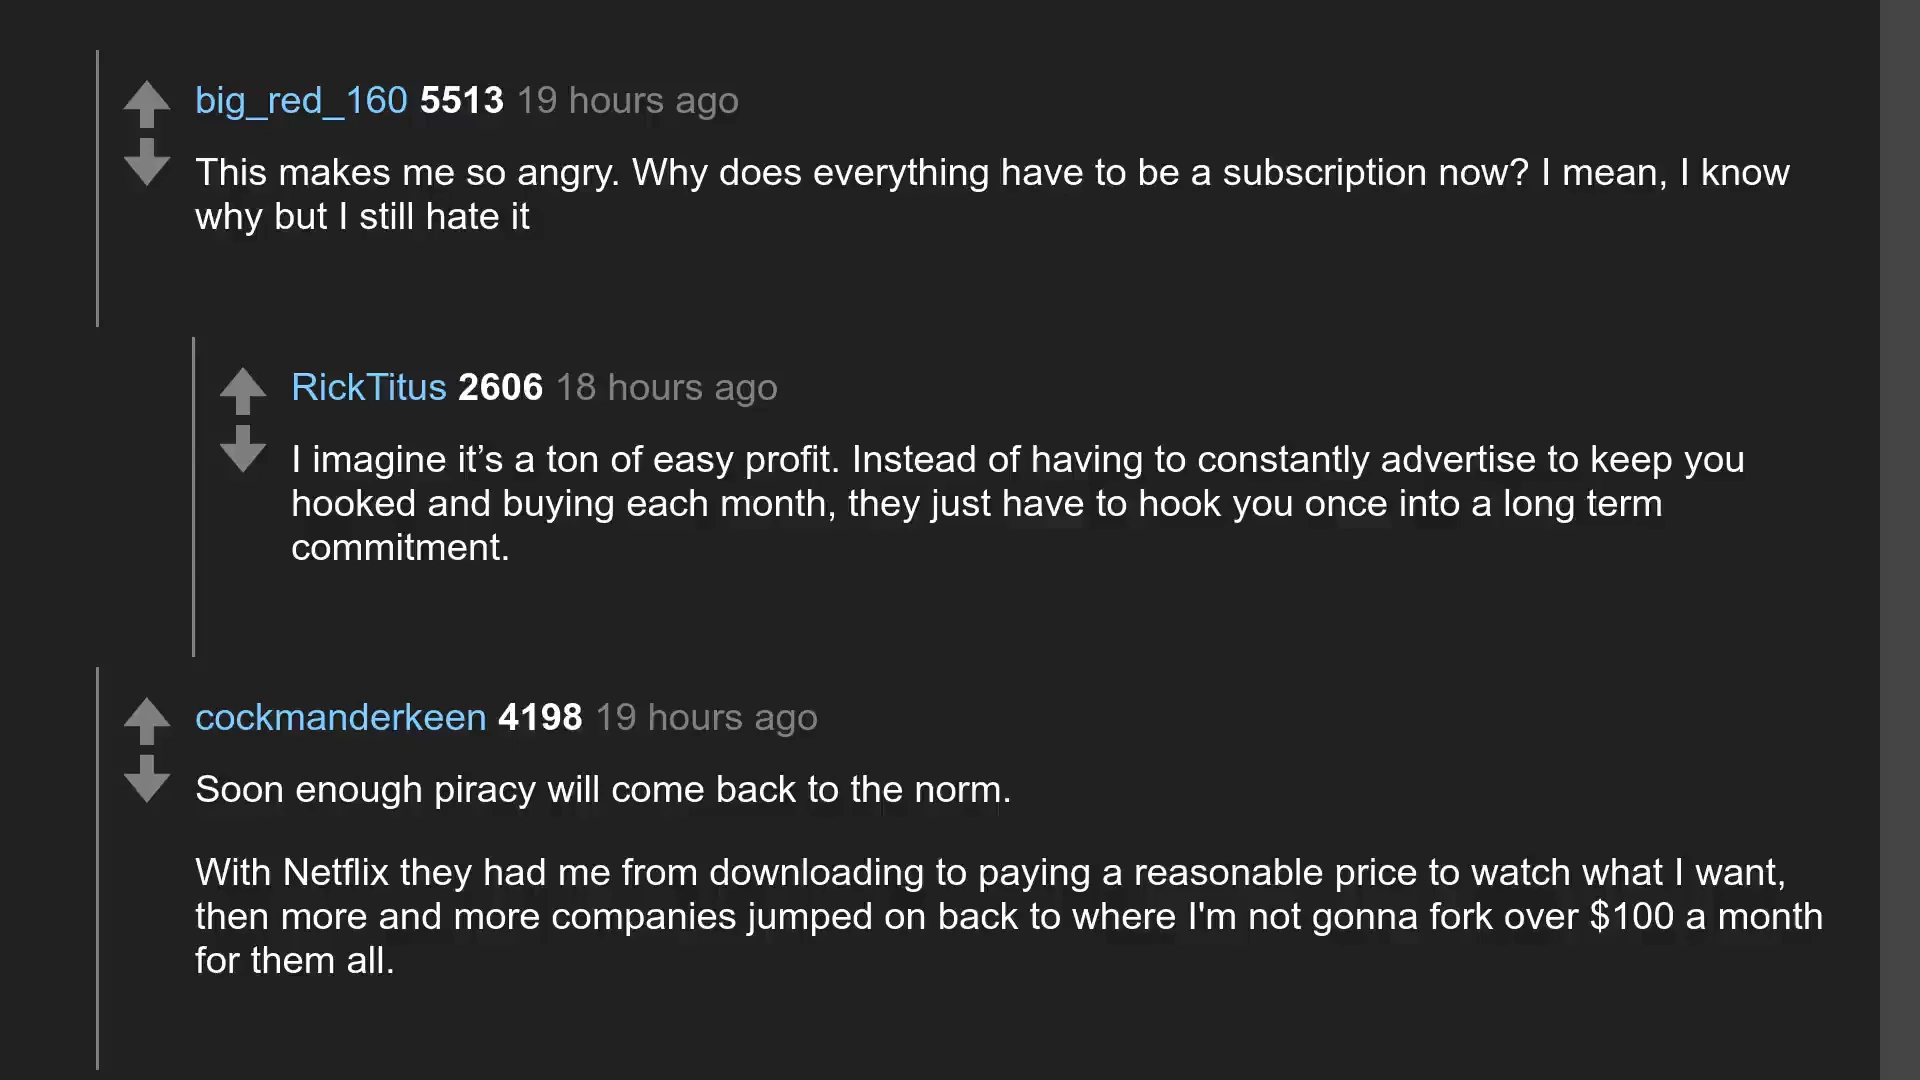 big_red_160 5513 19 hours ago
This makes me so angry. Why does everything have to be a subscription now? I mean, I know
why but I still hate it
RickTitus 2606 18 hours ago
I imagine it’s a ton of easy profit. Instead of having to constantly advertise to keep you
hooked and buying each month, they just have to hook you once into a long term
commitment.
cockmanderkeen 4198 19 hours ago
Soon enough piracy will come back to the norm.
With Netflix they had me from downloading to paying a reasonable price to watch what I want,
then more and more companies jumped on back to where I'm not gonna fork over $100 a month
for them all.